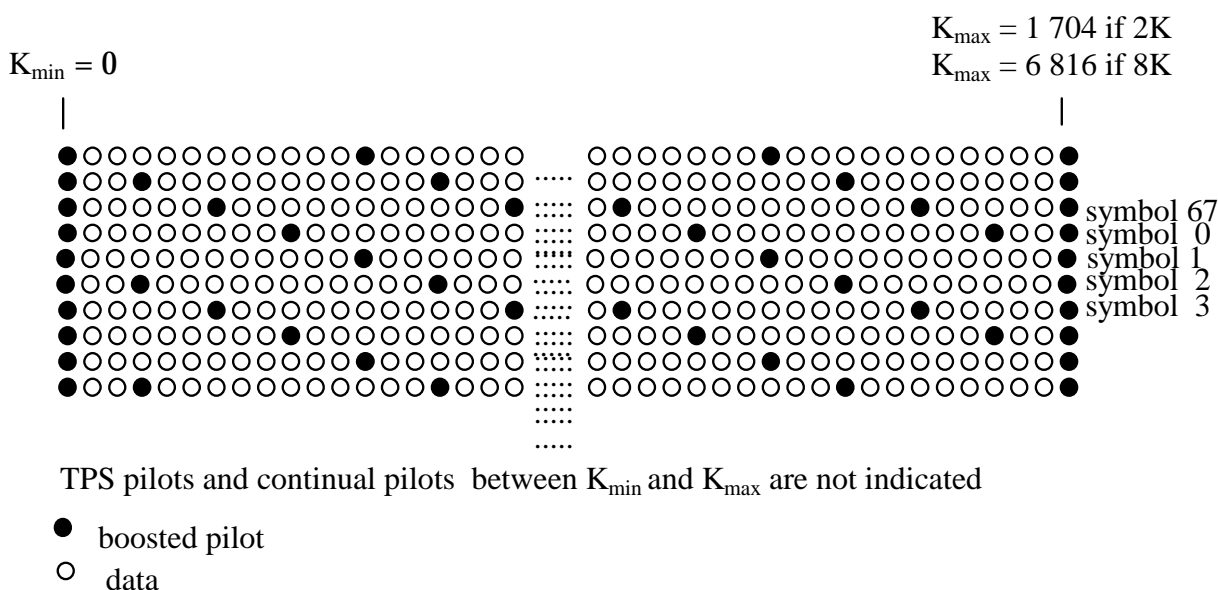 K_max = 1 704 if 2K
K_min = 0
K_max = 6 816 if 8K
symbol 67
symbol 0
symbol 1
symbol 2
symbol 3
TPS pilots and continual pilots between K_min and K_max are not indicated
boosted pilot
data